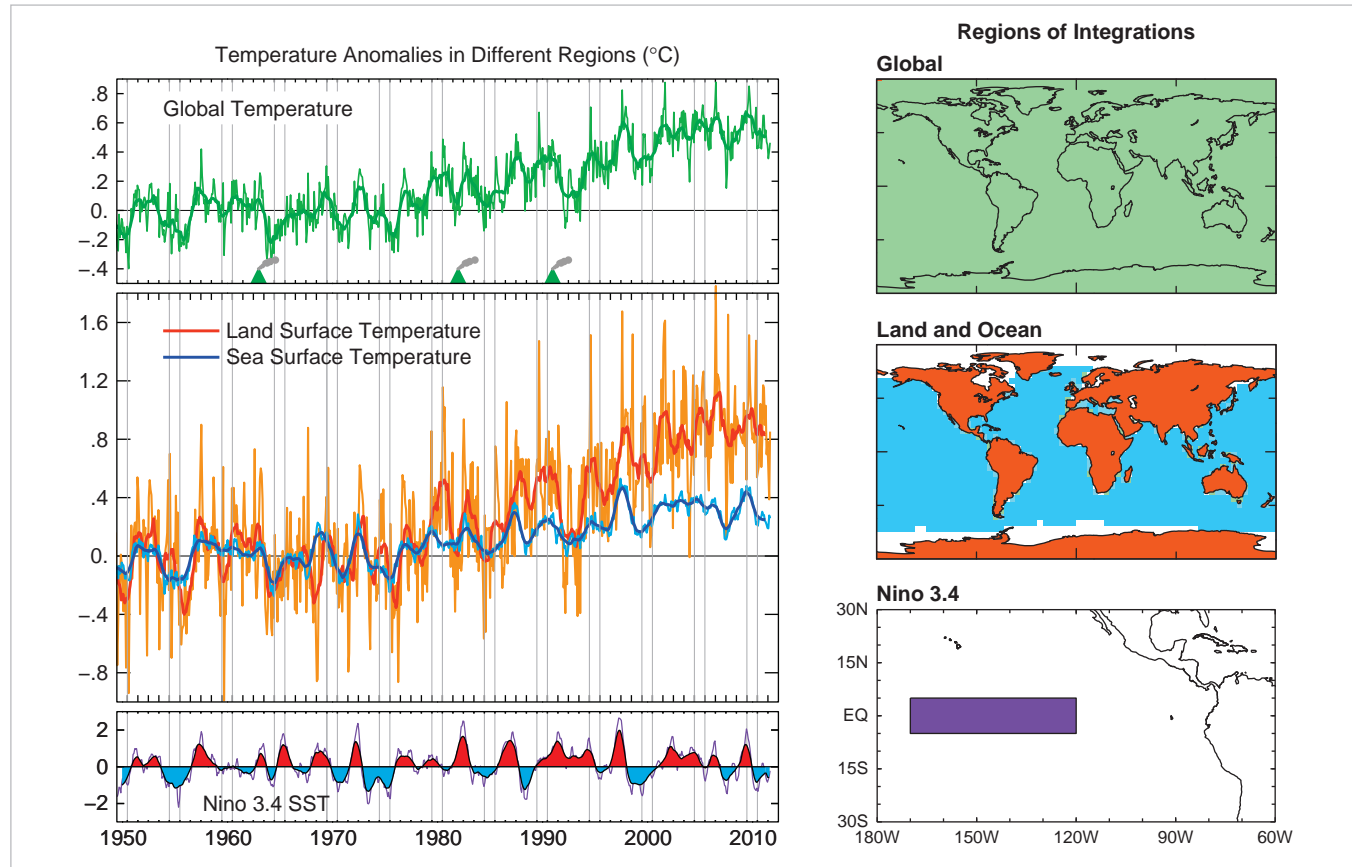 Temperature Anomalies in Different Regions (°C)
.8
.6
.4
.2
0.
−.2
−.4
Global Temperature
1.6
1.2
.8
.4
0.
−.4
−.8
Land Surface Temperature
Sea Surface Temperature
2
0
−2
Nino 3.4 SST
1950 1960 1970 1980 1990 2000 2010
Regions of Integrations
Global
Land and Ocean
Nino 3.4
30N
15N
EQ
15S
30S
180W 150W 120W 90W 60W